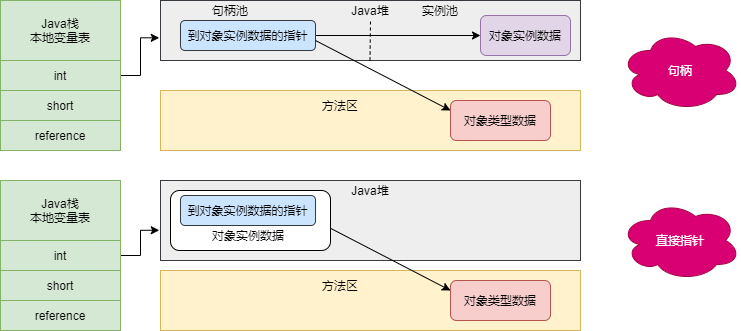 句柄池
Java堆
实例池
Java栈
本地变量表
到对象实例数据的指针
对象实例数据
int
句柄
short
方法区
reference
对象类型数据
Java栈
本地变量表
Java堆
到对象实例数据的指针
对象实例数据
int
直接指针
short
方法区
reference
对象类型数据